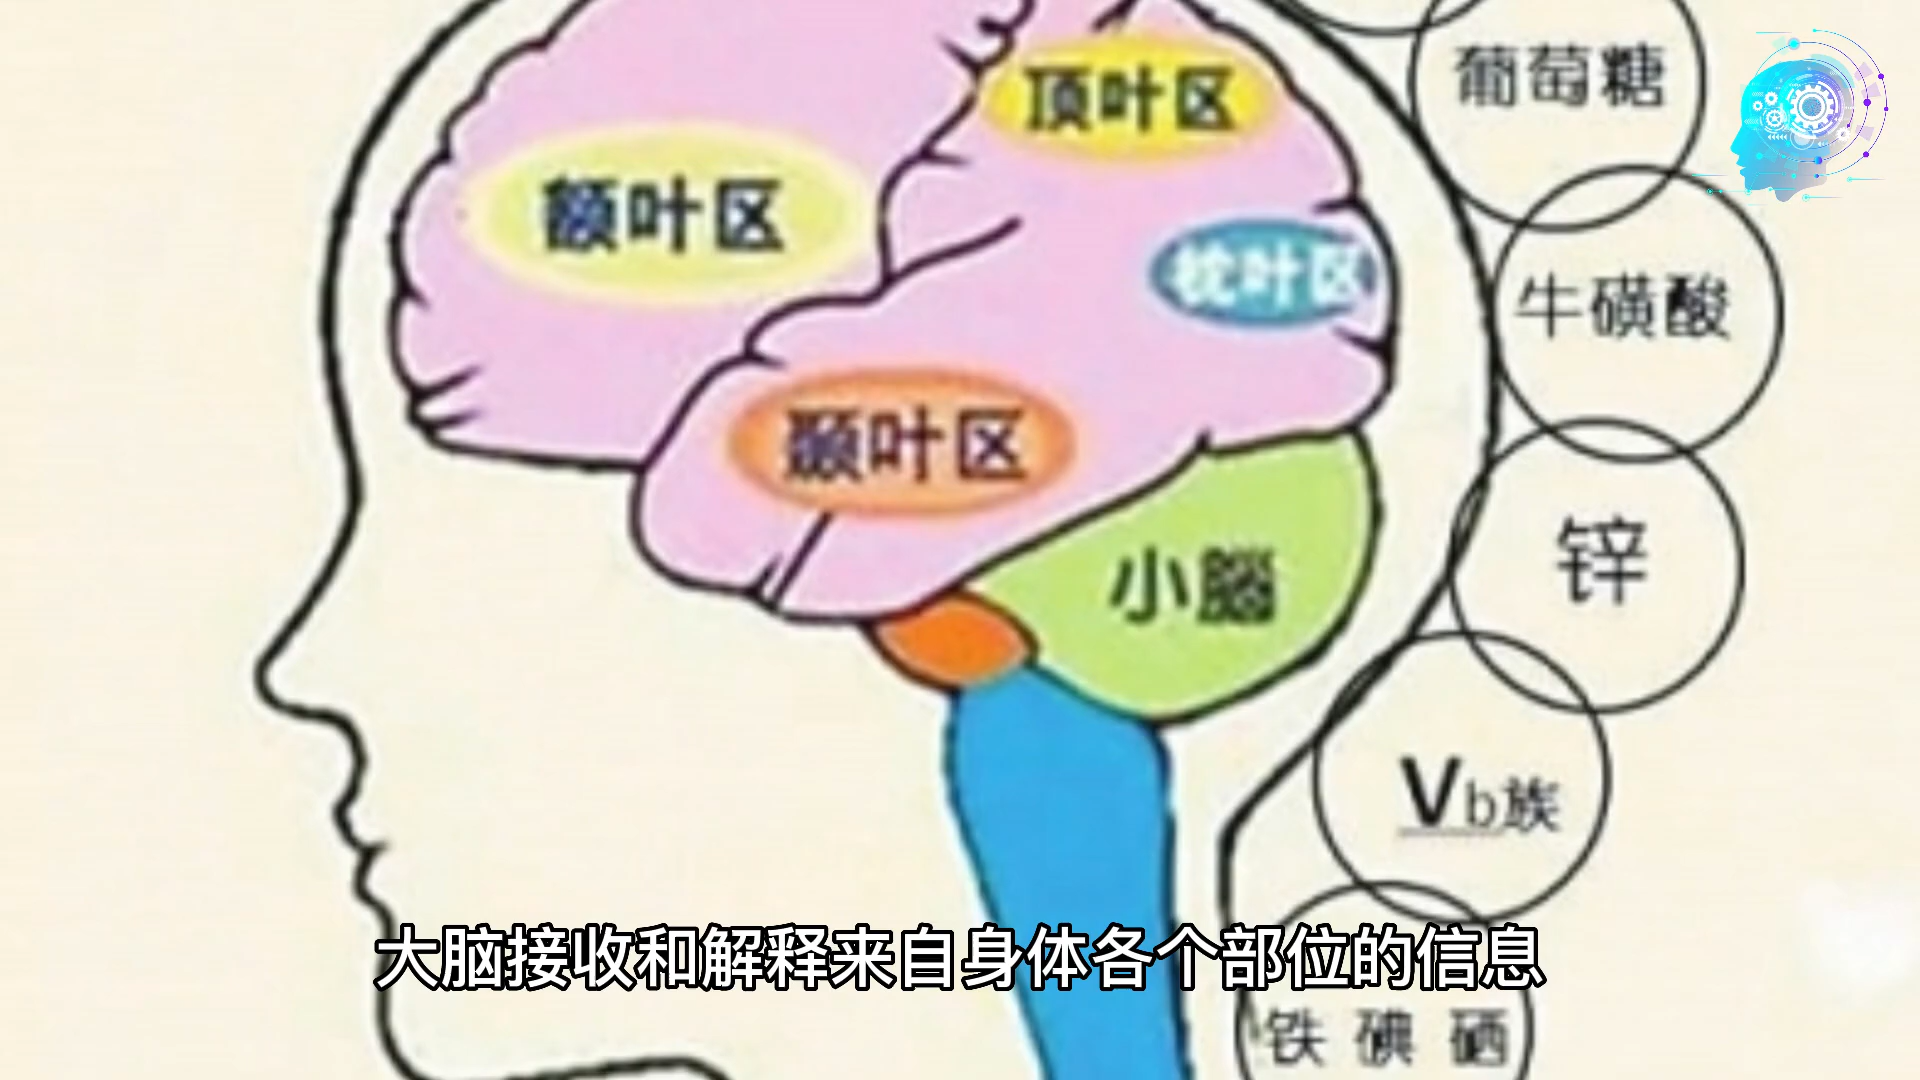 葡萄糖
顶叶区
额叶区
枕叶区
牛磺酸
颞叶区
锌
小腦
Vb族
大脑接收和解释来自身体各个部位的信息
铁 碘 硒